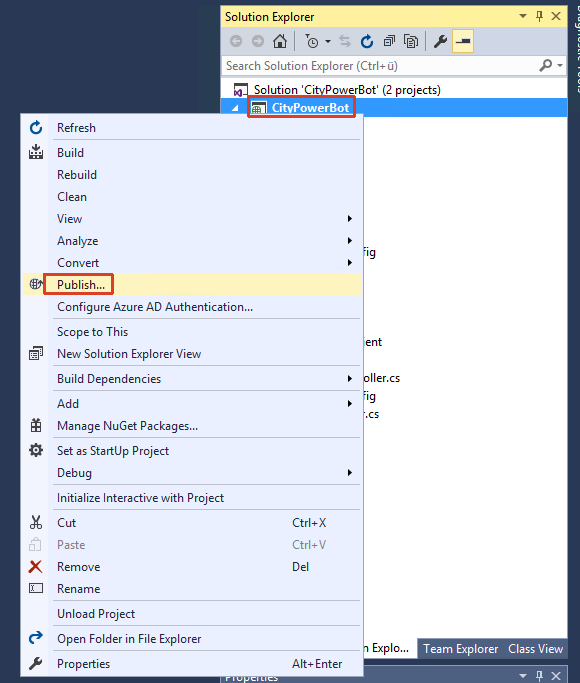 Solution Explorer
Search Solution Explorer (Ctrl+ü)
Solution 'CityPowerBot' (2 projects)
CityPowerBot
Refresh
Build
Rebuild
Clean
View
Analyze
Convert
Publish...
Configure Azure AD Authentication...
Scope to This
New Solution Explorer View
Build Dependencies
Add
Manage NuGet Packages...
Set as StartUp Project
Debug
Initialize Interactive with Project
Cut Ctrl+X
Paste Ctrl+V
Remove Del
Rename
Unload Project
Open Folder in File Explorer
Properties Alt+Enter
fig
ent
oller.cs
fig
r.cs
n Explo... Team Explorer Class View
Properties
Diagnostic Tools